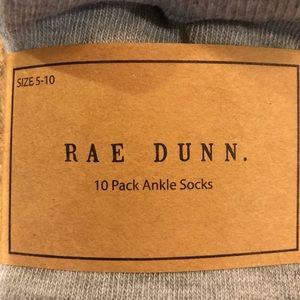 SIZE 5-10
RAE DUNN.
10 Pack Ankle Socks